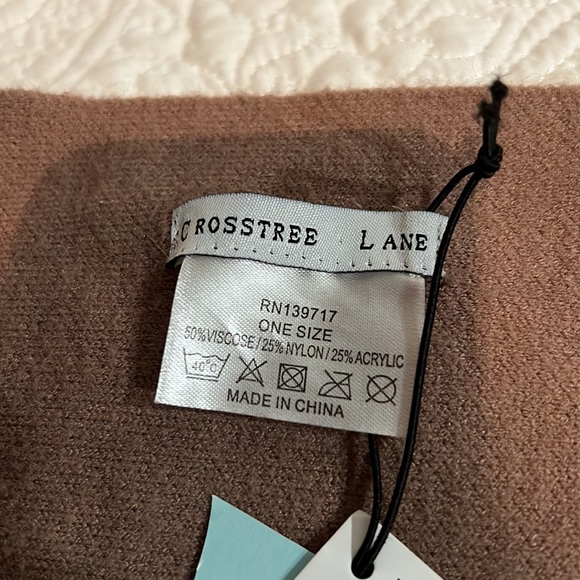 CROSSTREE LANE
RN139717
ONE SIZE
50%VISCOSE/25%NYLON/25%ACRYLIC
40°C
MADE IN CHINA